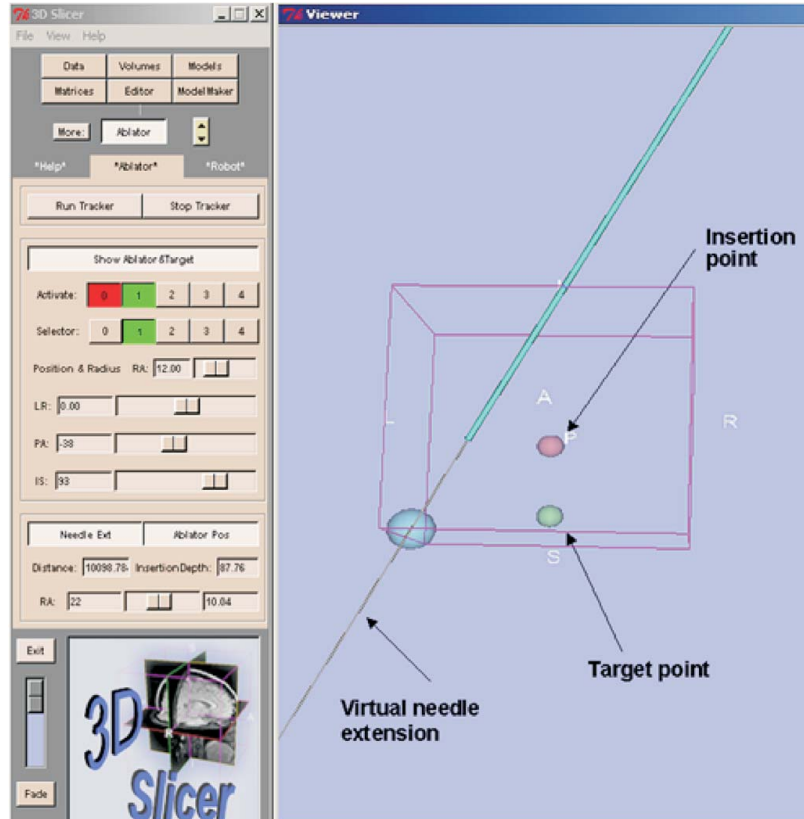 3D Slicer
File View Help
Data Volumes Models
Matrices Editor ModelMaker
More: Ablator
*Help* *Ablator* *Robot*
Run Tracker Stop Tracker
Show Ablator&Target
Activate: 0 1 2 3 4
Selector: 0 1 2 3 4
Position & Radius RA: 12.00
LR: 0.00
PA: -38
IS: 93
Needle Ext Ablator Pos
Distance: 10098.78 InsertionDepth: 87.76
RA: 22 10.04
Exit
Fade
R
3D
Slicer
Viewer
Insertion
point
A
L
P
R
S
Target point
Virtual needle
extension